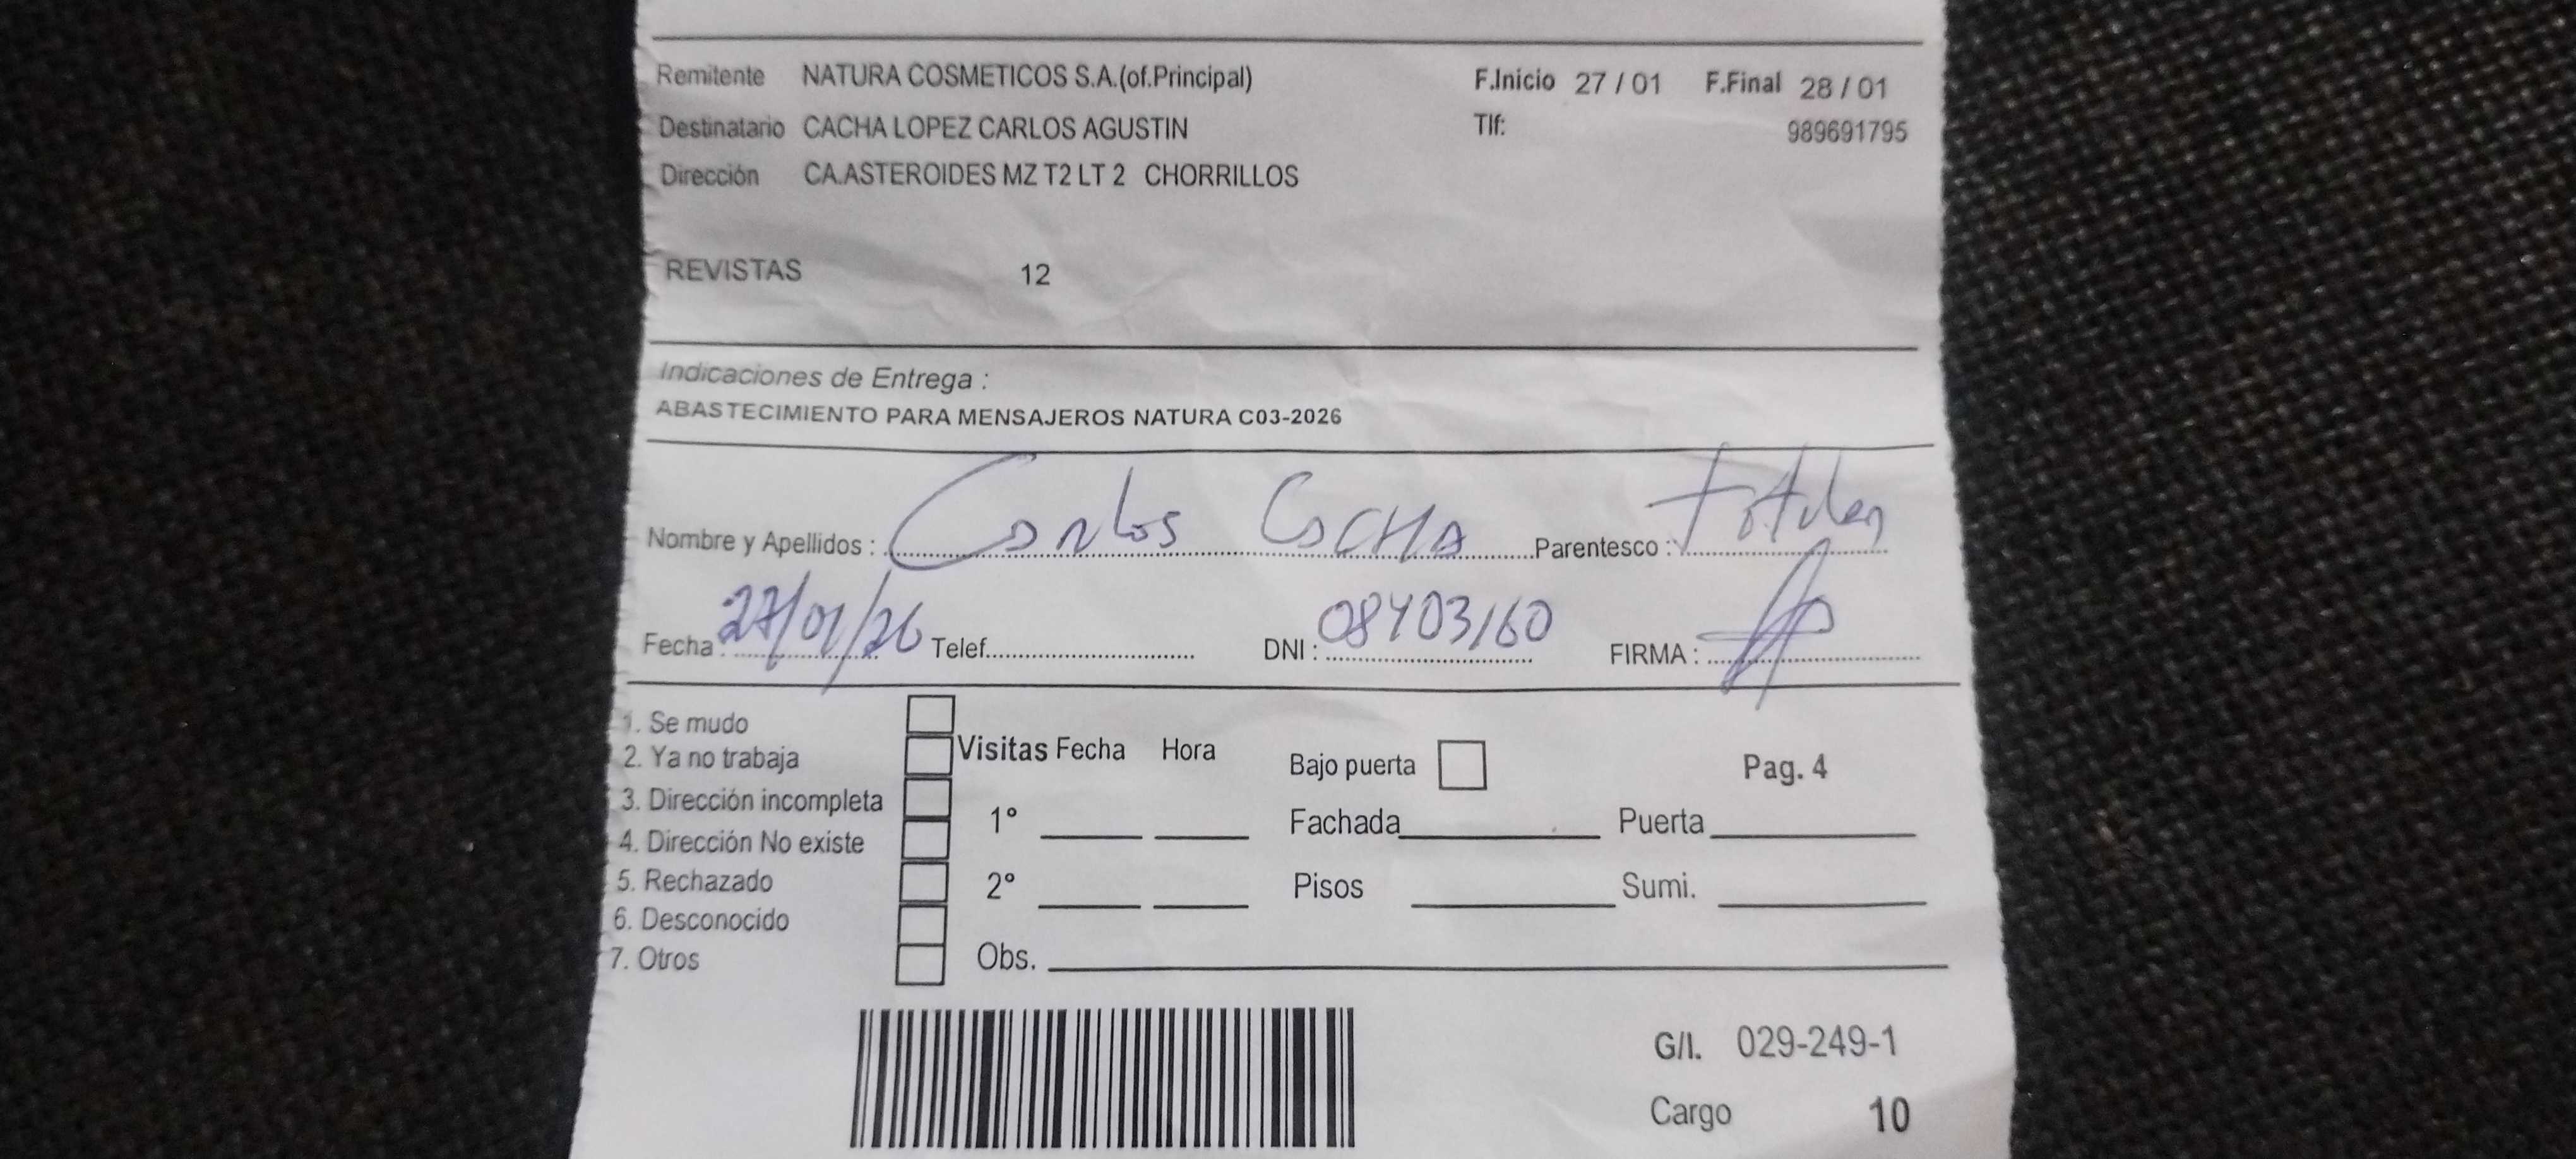 Remitente NATURA COSMETICOS S.A.(of.Principal) F.Inicio 27 / 01 F.Final 28 / 01
Destinatario CACHA LOPEZ CARLOS AGUSTIN Tlf: 989691795
Dirección CA.ASTEROIDES MZ T2 LT 2 CHORRILLOS
REVISTAS 12
Indicaciones de Entrega :
ABASTECIMIENTO PARA MENSAJEROS NATURA C03-2026
Nombre y Apellidos : Carlos CACHA Parentesco : titular
Fecha : 27/01/26 Telef. DNI : 08403160 FIRMA :
1. Se mudo
2. Ya no trabaja Visitas Fecha Hora Bajo puerta Pag. 4
3. Dirección incompleta 1° Fachada Puerta
4. Dirección No existe
5. Rechazado 2° Pisos Sumi.
6. Desconocido
7. Otros Obs.
G/I. 029-249-1
Cargo 10